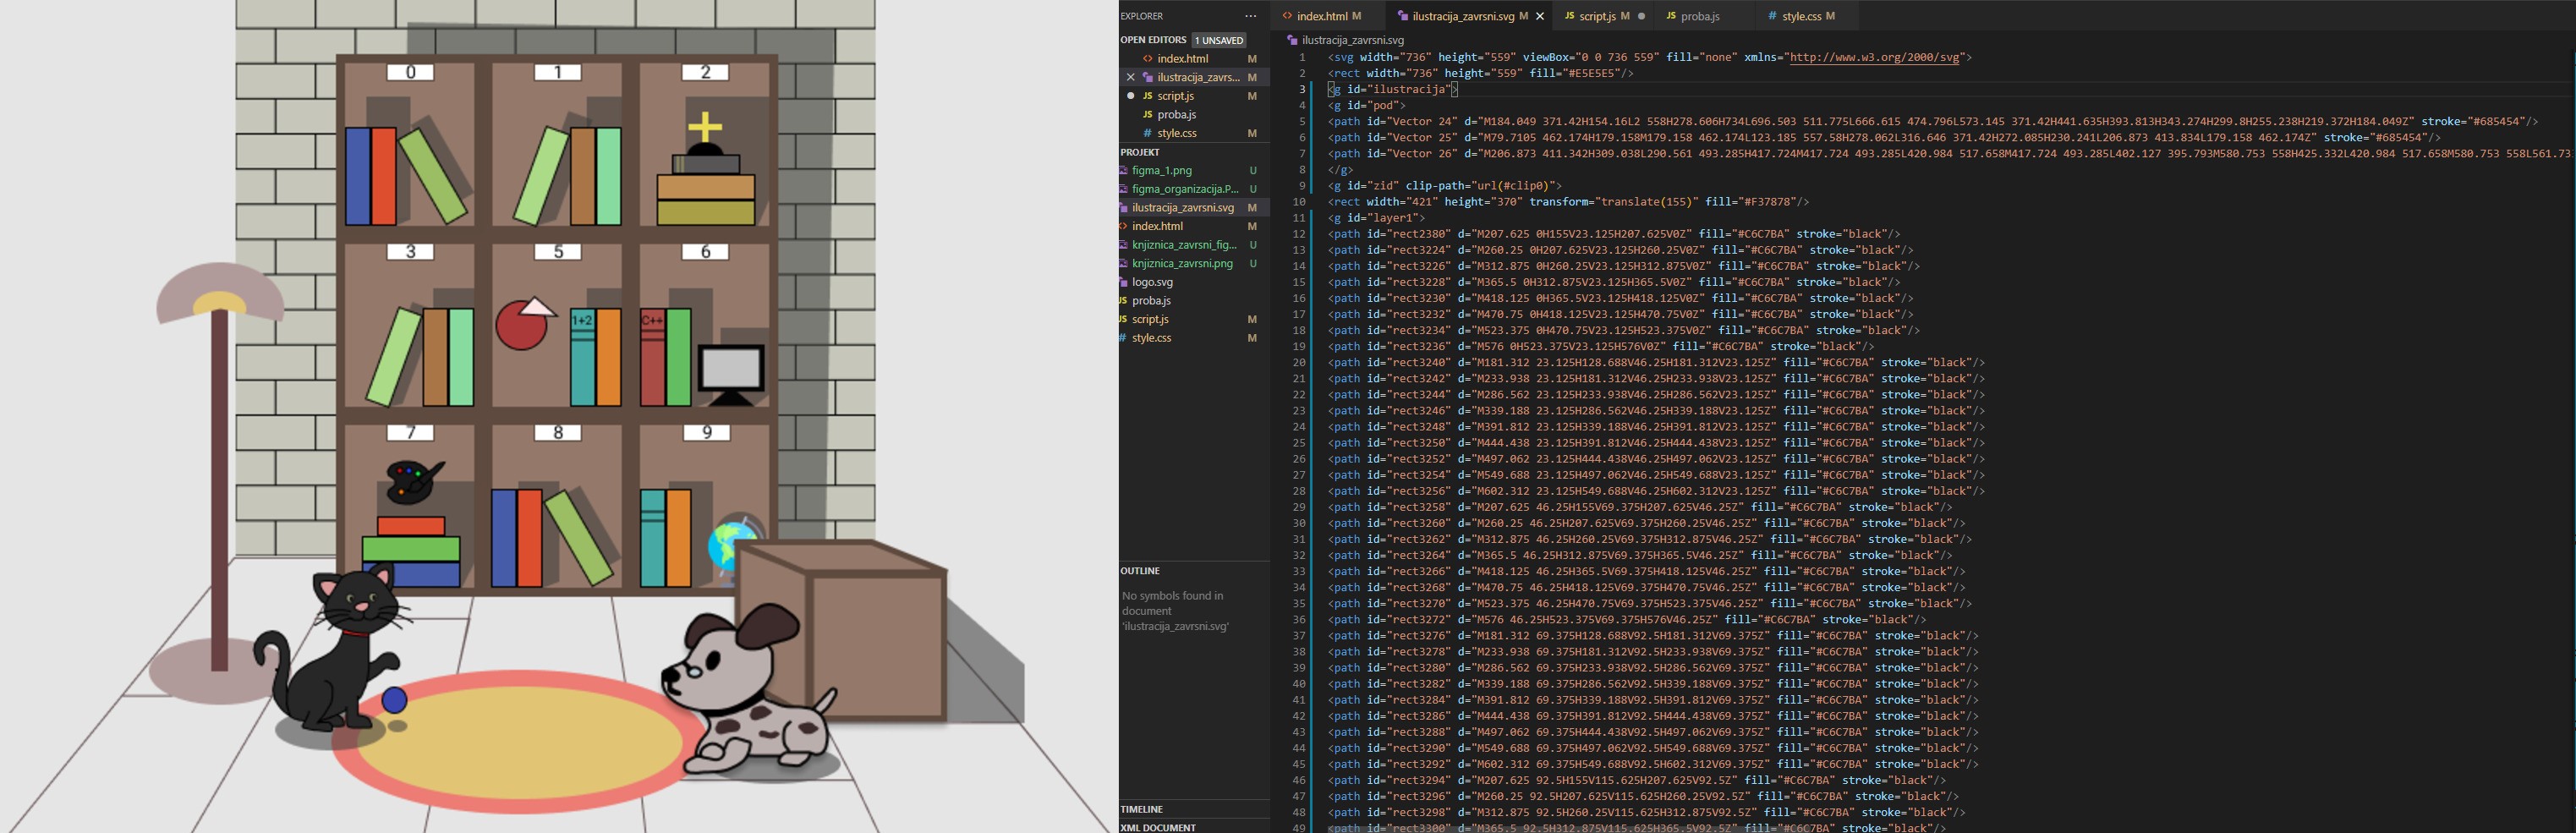 0
1
2
3
5
6
1+2
C++
7
8
9
EXPLORER
OPEN EDITORS 1 UNSAVED
index.html M
ilustracija_zavrs... M
script.js M
proba.js
style.css M
PROJEKT
figma_1.png U
figma_organizacija.P... U
ilustracija_zavrsni.svg M
index.html M
knjiznica_zavrsni_fig... U
knjiznica_zavrsni.png U
logo.svg
proba.js
script.js M
style.css M
OUTLINE
No symbols found in
document
'ilustracija_zavrsni.svg'
TIMELINE
XML DOCUMENT
index.html M ilustracija_zavrsni.svg M script.js M proba.js style.css M
ilustracija_zavrsni.svg
1 <svg width="736" height="559" viewBox="0 0 736 559" fill="none" xmlns="http://www.w3.org/2000/svg">
2 <rect width="736" height="559" fill="#E5E5E5"/>
3 <g id="ilustracija">
4 <g id="pod">
5 <path id="Vector 24" d="M184.049 371.42H154.16L2 558H278.606H734L696.503 511.775L666.615 474.796L573.145 371.42H441.635H393.813H343.274H299.8H255.238H219.372H184.049Z" stroke="#685454"/>
6 <path id="Vector 25" d="M79.7105 462.174H179.158M179.158 462.174L123.185 557.58H278.062L316.646 371.42H272.085H230.241L206.873 413.834L179.158 462.174Z" stroke="#685454"/>
7 <path id="Vector 26" d="M206.873 411.342H309.038L290.561 493.285H417.724M417.724 493.285L420.984 517.658M417.724 493.285L402.127 395.793M580.753 558H425.332L420.984 517.658M580.753 558L561.73
8 </g>
9 <g id="zid" clip-path="url(#clip0)">
10 <rect width="421" height="370" transform="translate(155)" fill="#F37878"/>
11 <g id="layer1">
12 <path id="rect2380" d="M207.625 0H155V23.125H207.625V0Z" fill="#C6C7BA" stroke="black"/>
13 <path id="rect3224" d="M260.25 0H207.625V23.125H260.25V0Z" fill="#C6C7BA" stroke="black"/>
14 <path id="rect3226" d="M312.875 0H260.25V23.125H312.875V0Z" fill="#C6C7BA" stroke="black"/>
15 <path id="rect3228" d="M365.5 0H312.875V23.125H365.5V0Z" fill="#C6C7BA" stroke="black"/>
16 <path id="rect3230" d="M418.125 0H365.5V23.125H418.125V0Z" fill="#C6C7BA" stroke="black"/>
17 <path id="rect3232" d="M470.75 0H418.125V23.125H470.75V0Z" fill="#C6C7BA" stroke="black"/>
18 <path id="rect3234" d="M523.375 0H470.75V23.125H523.375V0Z" fill="#C6C7BA" stroke="black"/>
19 <path id="rect3236" d="M576 0H523.375V23.125H576V0Z" fill="#C6C7BA" stroke="black"/>
20 <path id="rect3240" d="M181.312 23.125H128.688V46.25H181.312V23.125Z" fill="#C6C7BA" stroke="black"/>
21 <path id="rect3242" d="M233.938 23.125H181.312V46.25H233.938V23.125Z" fill="#C6C7BA" stroke="black"/>
22 <path id="rect3244" d="M286.562 23.125H233.938V46.25H286.562V23.125Z" fill="#C6C7BA" stroke="black"/>
23 <path id="rect3246" d="M339.188 23.125H286.562V46.25H339.188V23.125Z" fill="#C6C7BA" stroke="black"/>
24 <path id="rect3248" d="M391.812 23.125H339.188V46.25H391.812V23.125Z" fill="#C6C7BA" stroke="black"/>
25 <path id="rect3250" d="M444.438 23.125H391.812V46.25H444.438V23.125Z" fill="#C6C7BA" stroke="black"/>
26 <path id="rect3252" d="M497.062 23.125H444.438V46.25H497.062V23.125Z" fill="#C6C7BA" stroke="black"/>
27 <path id="rect3254" d="M549.688 23.125H497.062V46.25H549.688V23.125Z" fill="#C6C7BA" stroke="black"/>
28 <path id="rect3256" d="M602.312 23.125H549.688V46.25H602.312V23.125Z" fill="#C6C7BA" stroke="black"/>
29 <path id="rect3258" d="M207.625 46.25H155V69.375H207.625V46.25Z" fill="#C6C7BA" stroke="black"/>
30 <path id="rect3260" d="M260.25 46.25H207.625V69.375H260.25V46.25Z" fill="#C6C7BA" stroke="black"/>
31 <path id="rect3262" d="M312.875 46.25H260.25V69.375H312.875V46.25Z" fill="#C6C7BA" stroke="black"/>
32 <path id="rect3264" d="M365.5 46.25H312.875V69.375H365.5V46.25Z" fill="#C6C7BA" stroke="black"/>
33 <path id="rect3266" d="M418.125 46.25H365.5V69.375H418.125V46.25Z" fill="#C6C7BA" stroke="black"/>
34 <path id="rect3268" d="M470.75 46.25H418.125V69.375H470.75V46.25Z" fill="#C6C7BA" stroke="black"/>
35 <path id="rect3270" d="M523.375 46.25H470.75V69.375H523.375V46.25Z" fill="#C6C7BA" stroke="black"/>
36 <path id="rect3272" d="M576 46.25H523.375V69.375H576V46.25Z" fill="#C6C7BA" stroke="black"/>
37 <path id="rect3276" d="M181.312 69.375H128.688V92.5H181.312V69.375Z" fill="#C6C7BA" stroke="black"/>
38 <path id="rect3278" d="M233.938 69.375H181.312V92.5H233.938V69.375Z" fill="#C6C7BA" stroke="black"/>
39 <path id="rect3280" d="M286.562 69.375H233.938V92.5H286.562V69.375Z" fill="#C6C7BA" stroke="black"/>
40 <path id="rect3282" d="M339.188 69.375H286.562V92.5H339.188V69.375Z" fill="#C6C7BA" stroke="black"/>
41 <path id="rect3284" d="M391.812 69.375H339.188V92.5H391.812V69.375Z" fill="#C6C7BA" stroke="black"/>
42 <path id="rect3286" d="M444.438 69.375H391.812V92.5H444.438V69.375Z" fill="#C6C7BA" stroke="black"/>
43 <path id="rect3288" d="M497.062 69.375H444.438V92.5H497.062V69.375Z" fill="#C6C7BA" stroke="black"/>
44 <path id="rect3290" d="M549.688 69.375H497.062V92.5H549.688V69.375Z" fill="#C6C7BA" stroke="black"/>
45 <path id="rect3292" d="M602.312 69.375H549.688V92.5H602.312V69.375Z" fill="#C6C7BA" stroke="black"/>
46 <path id="rect3294" d="M207.625 92.5H155V115.625H207.625V92.5Z" fill="#C6C7BA" stroke="black"/>
47 <path id="rect3296" d="M260.25 92.5H207.625V115.625H260.25V92.5Z" fill="#C6C7BA" stroke="black"/>
48 <path id="rect3298" d="M312.875 92.5H260.25V115.625H312.875V92.5Z" fill="#C6C7BA" stroke="black"/>
49 <path id="rect3300" d="M365.5 92.5H312.875V115.625H365.5V92.5Z" fill="#C6C7BA" stroke="black"/>